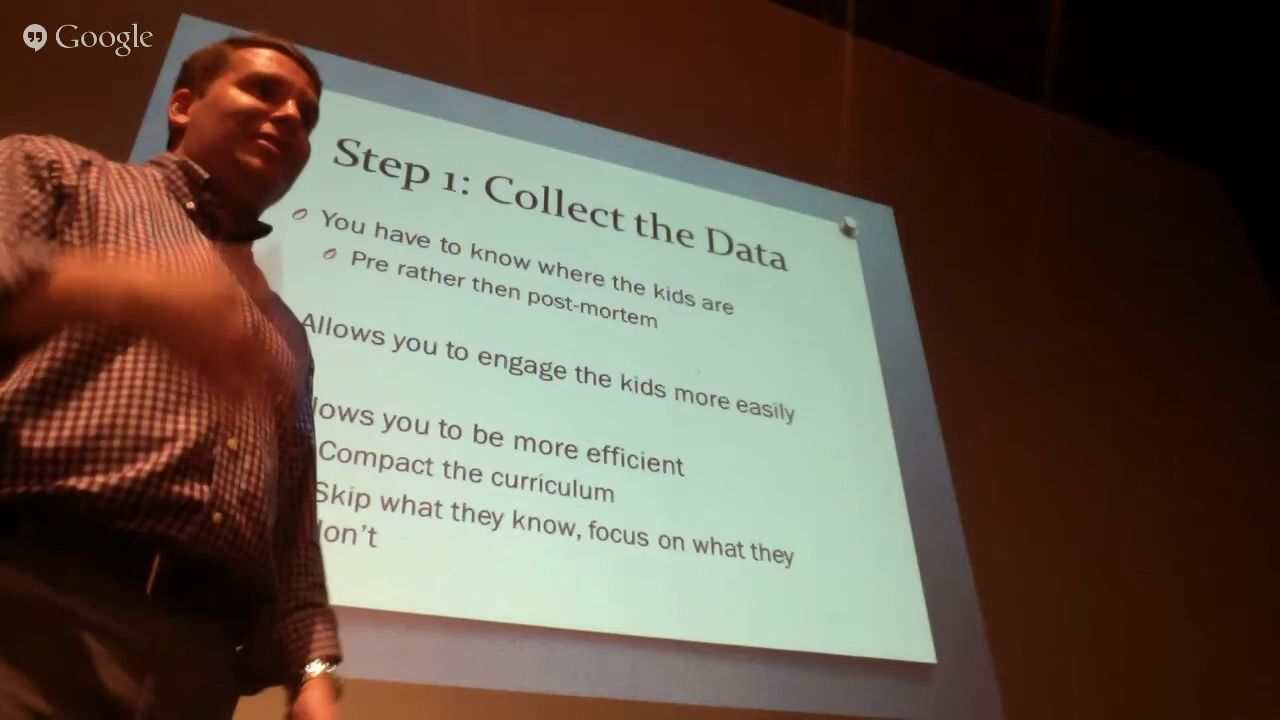 Google
Step 1: Collect the Data
You have to know where the kids are
Pre rather then post-mortem
Allows you to engage the kids more easily
lows you to be more efficient
Compact the curriculum
Skip what they know, focus on what they
don't